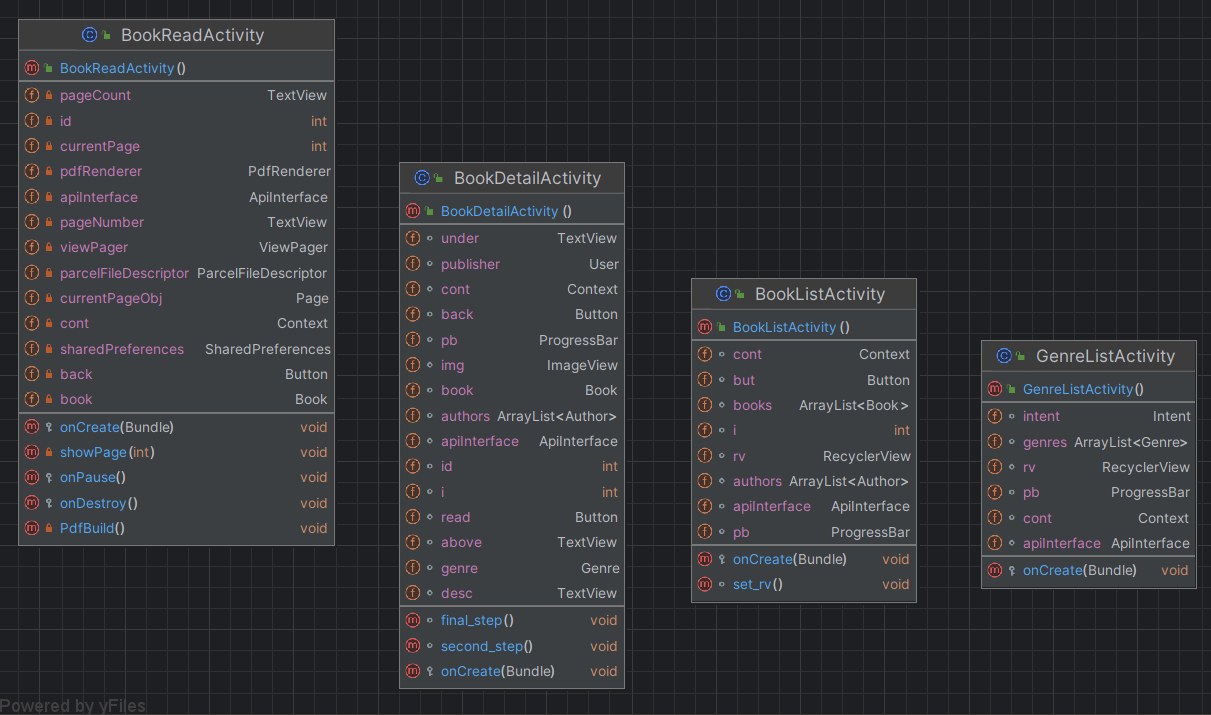 BookReadActivity
BookReadActivity()
pageCount TextView
id int
currentPage int
pdfRenderer PdfRenderer
apiInterface ApiInterface
pageNumber TextView
viewPager ViewPager
parcelFileDescriptor ParcelFileDescriptor
currentPageObj Page
cont Context
sharedPreferences SharedPreferences
back Button
book Book
onCreate(Bundle) void
showPage(int) void
onPause() void
onDestroy() void
PdfBuild() void
BookDetailActivity
BookDetailActivity ()
under TextView
publisher User
cont Context
back Button
pb ProgressBar
img ImageView
book Book
authors ArrayList<Author>
apiInterface ApiInterface
id int
i int
read Button
above TextView
genre Genre
desc TextView
final_step() void
second_step() void
onCreate(Bundle) void
BookListActivity
BookListActivity ()
cont Context
but Button
books ArrayList<Book>
i int
rv RecyclerView
authors ArrayList<Author>
apiInterface ApiInterface
pb ProgressBar
onCreate(Bundle) void
set_rv() void
GenreListActivity
GenreListActivity()
intent Intent
genres ArrayList<Genre>
rv RecyclerView
pb ProgressBar
cont Context
apiInterface ApiInterface
onCreate(Bundle) void
Powered by yFiles